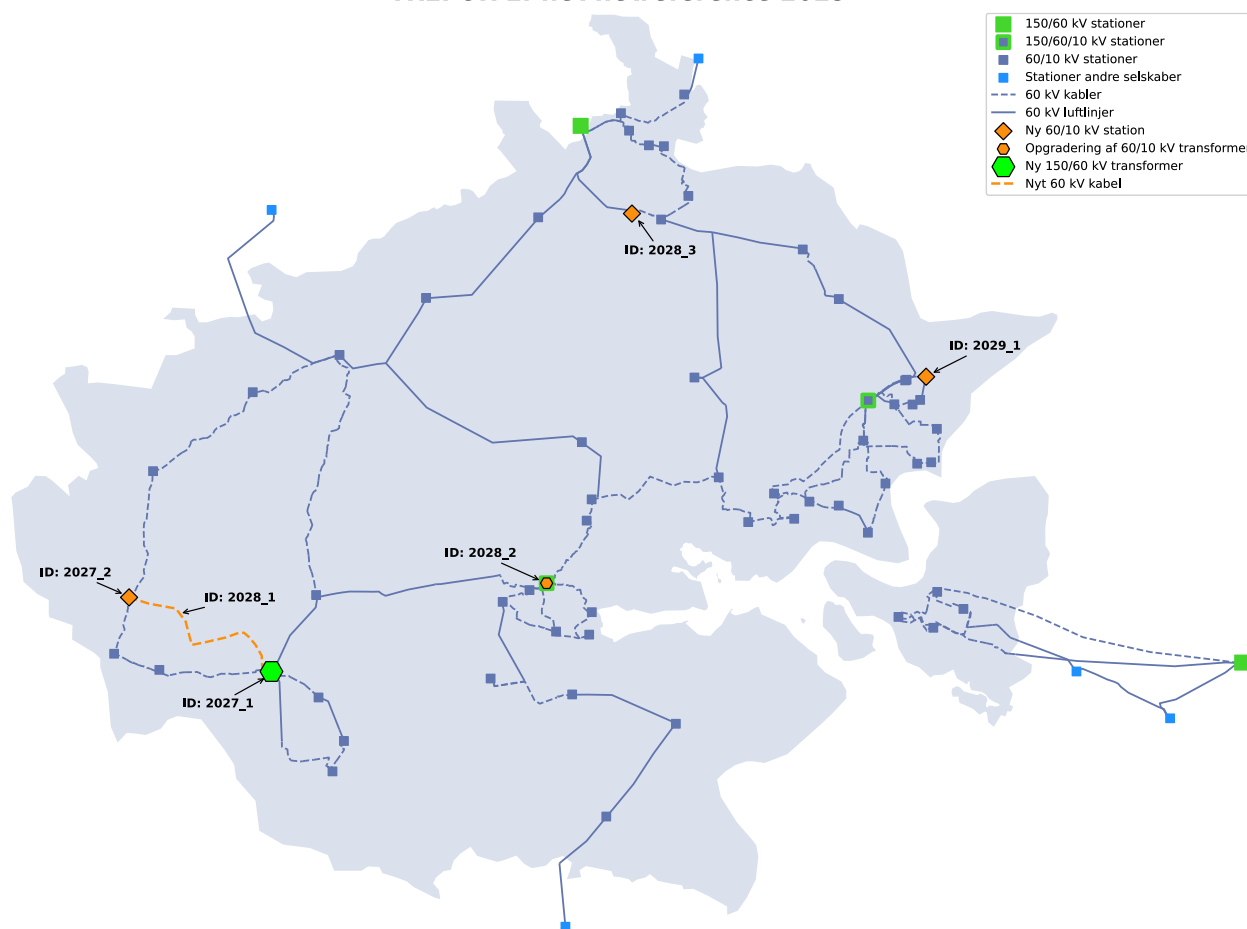 150/60 kV stationer
150/60/10 kV stationer
60/10 kV stationer
Stationer andre selskaber
60 kV kabler
60 kV luftlinjer
Ny 60/10 kV station
Opgradering af 60/10 kV transformer
Ny 150/60 kV transformer
Nyt 60 kV kabel
ID: 2028_3
ID: 2029_1
ID: 2028_2
ID: 2027_2
ID: 2028_1
ID: 2027_1